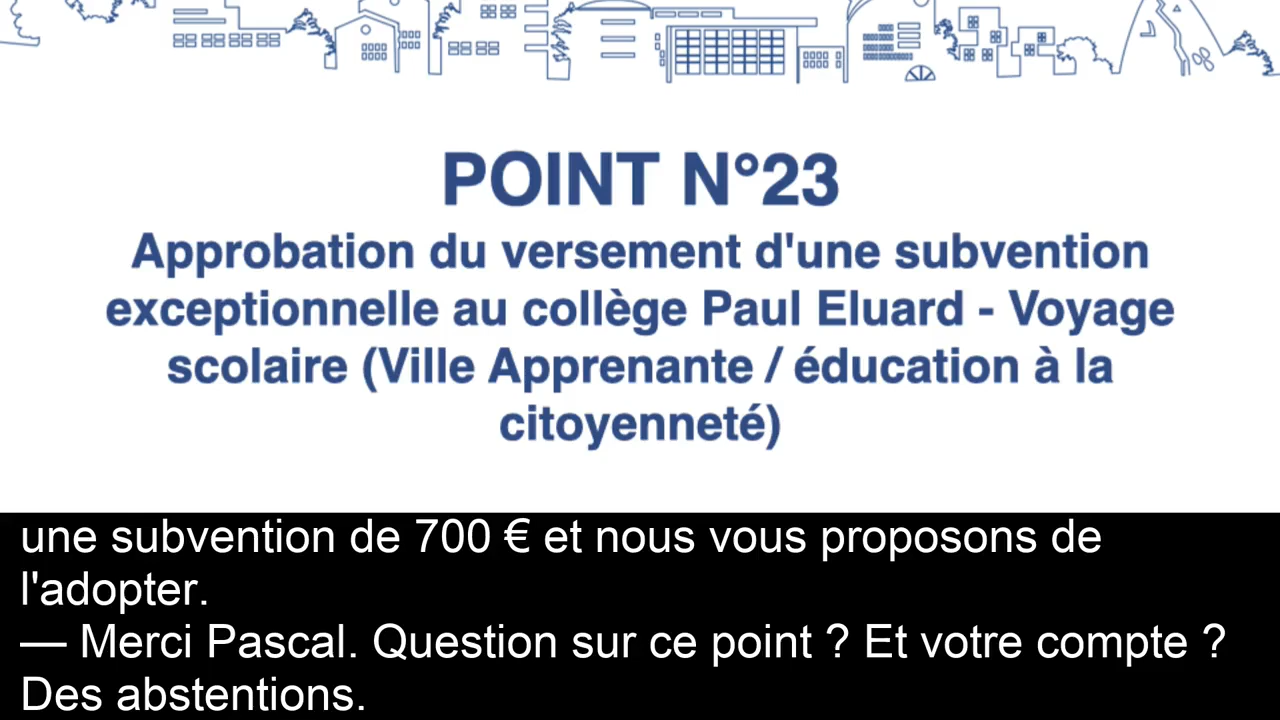 POINT N°23
Approbation du versement d'une subvention
exceptionnelle au collège Paul Eluard - Voyage
scolaire (Ville Apprenante / éducation à la
citoyenneté)
une subvention de 700 € et nous vous proposons de
l'adopter.
— Merci Pascal. Question sur ce point ? Et votre compte ?
Des abstentions.